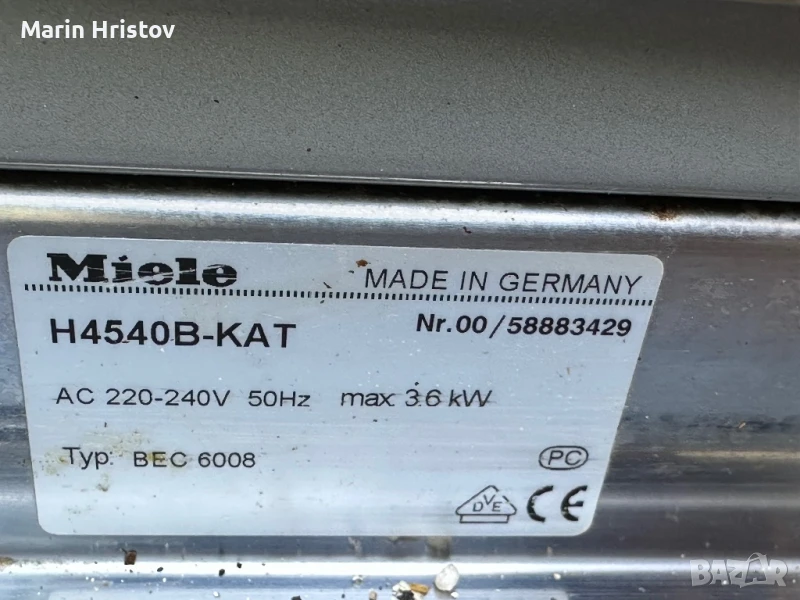 Marin Hristov
Miele MADE IN GERMANY
H4540B-KAT Nr.00/58883429
AC 220-240V 50Hz max 3.6 kW
Typ. BEC 6008 PC
DVE CE
BAZAR